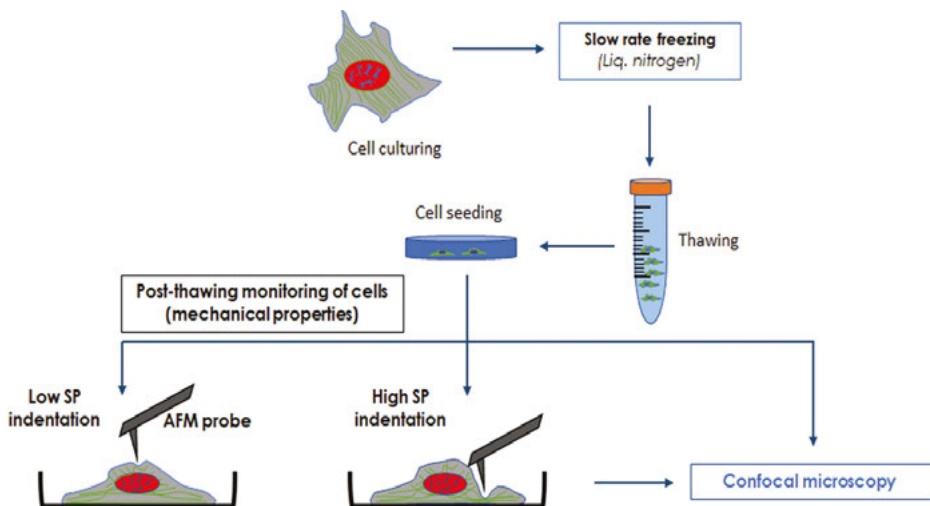 Slow rate freezing
(Liq. nitrogen)
Cell culturing
Cell seeding
Thawing
Post-thawing monitoring of cells
(mechanical properties)
Low SP
indentation
AFM probe
High SP
indentation
Confocal microscopy